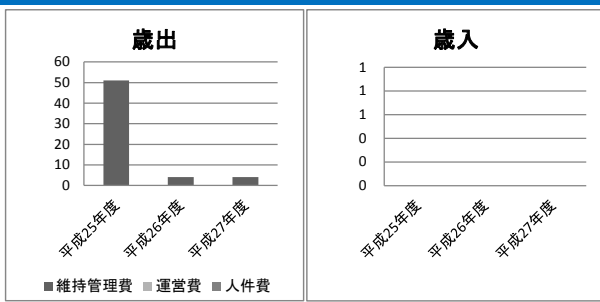 歳出
60
50
40
30
20
10
0
平成25年度
平成26年度
平成27年度
■維持管理費 ■運営費 ■人件費
歳入
1
1
1
0
0
0
平成25年度
平成26年度
平成27年度